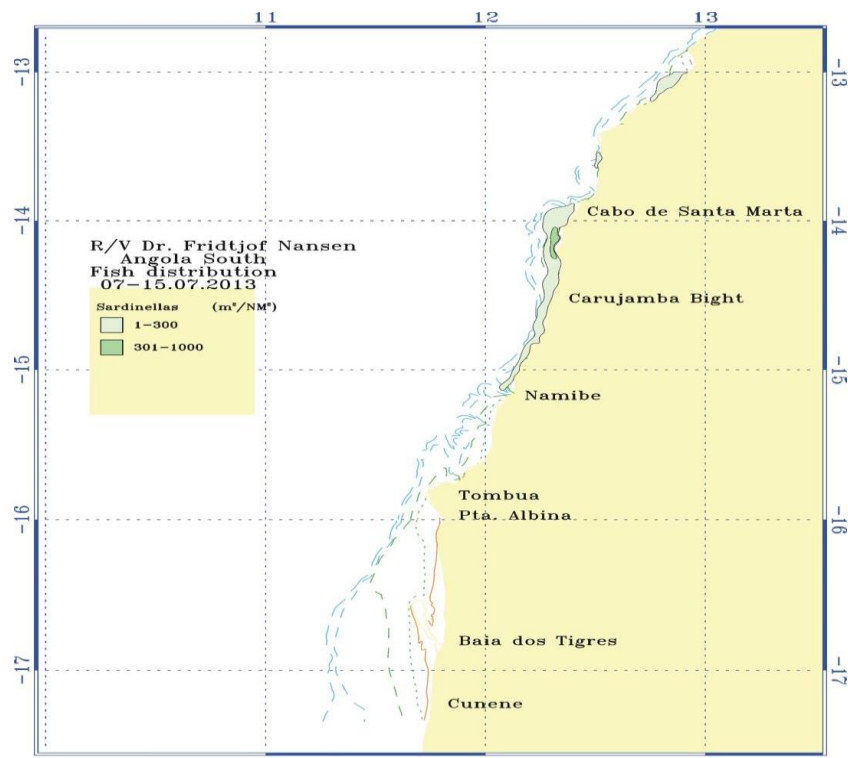 11 12 13
-13 -13
-14 -14
Cabo de Santa Marta
R/V Dr. Fridtjof Nansen
Angola South
Fish distribution
07-15.07.2013
Sardinellas (m²/NM²)
1-300
301-1000
Carujamba Bight
-15 -15
Namibe
Tombua
Pta. Albina
-16 -16
Baia dos Tigres
-17 -17
Cunene